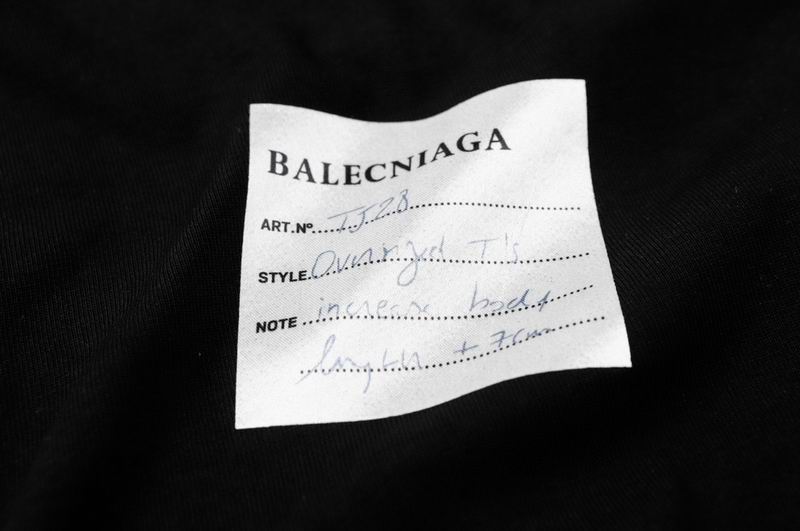 BALECNIAGA
ART.Nº TJ28
STYLE Oversized T's
NOTE increase body
length + 7cm